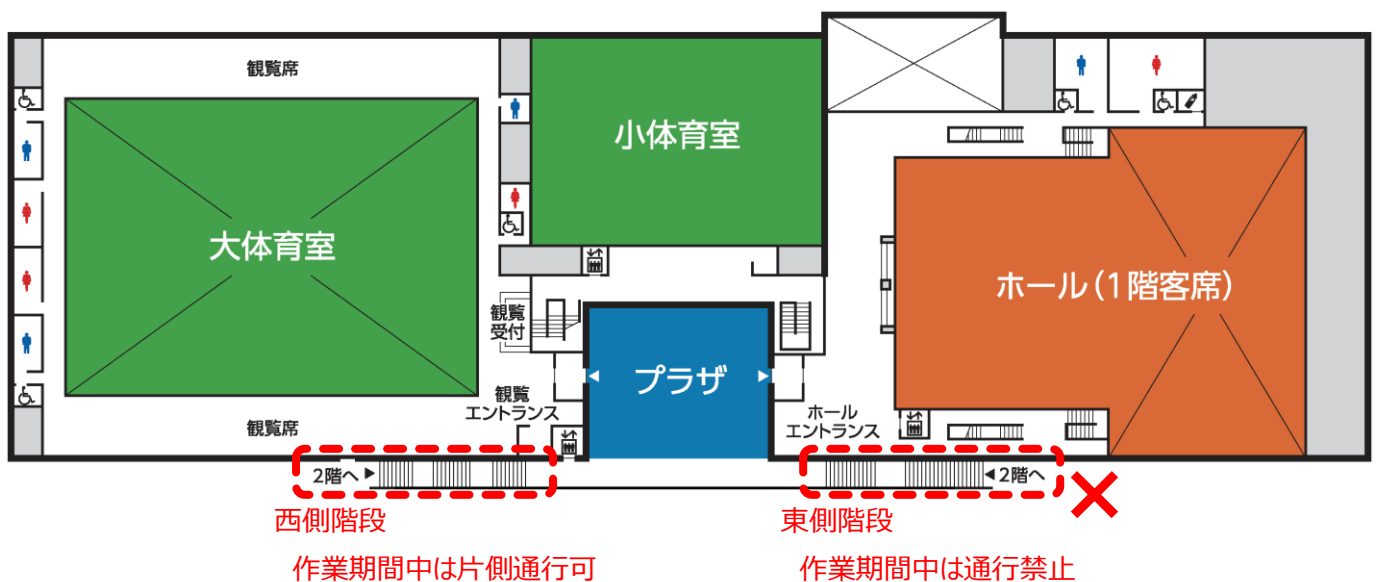 観覧席
小体育室
大体育室
ホール(1階客席)
観覧
受付
プラザ
観覧
エントランス
ホール
エントランス
観覧席
2階へ
2階へ
西側階段
東側階段
作業期間中は片側通行可
作業期間中は通行禁止